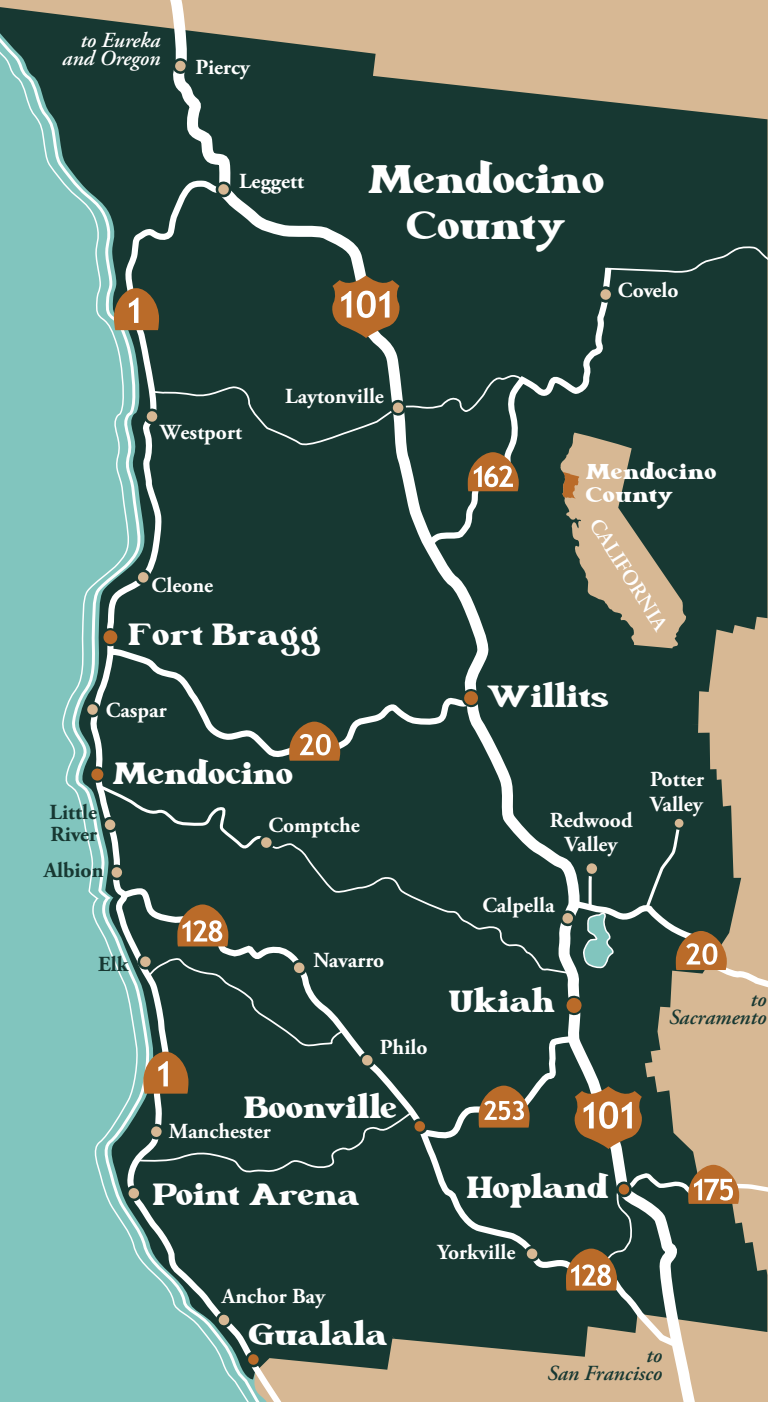 to Eureka
and Oregon
Piercy
Leggett
Mendocino
County
Covelo
1
101
Laytonville
Westport
162
Mendocino
County
CALIFORNIA
Cleone
Fort Bragg
Willits
Caspar
20
Mendocino
Potter
Valley
Little
River
Comptche
Redwood
Valley
Albion
Calpella
128
20
Elk
Navarro
Ukiah
to
Sacramento
Philo
1
Boonville
253
101
Manchester
Point Arena
Hopland
175
Yorkville
128
Anchor Bay
Gualala
to
San Francisco